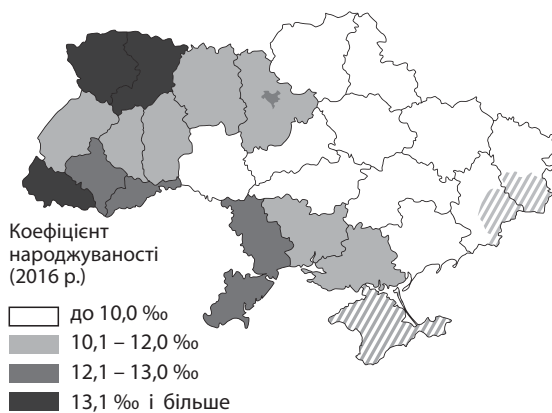 Коефіцієнт
народжуваності
(2016 р.)
до 10,0 ‰
10,1 – 12,0 ‰
12,1 – 13,0 ‰
13,1 ‰ і більше